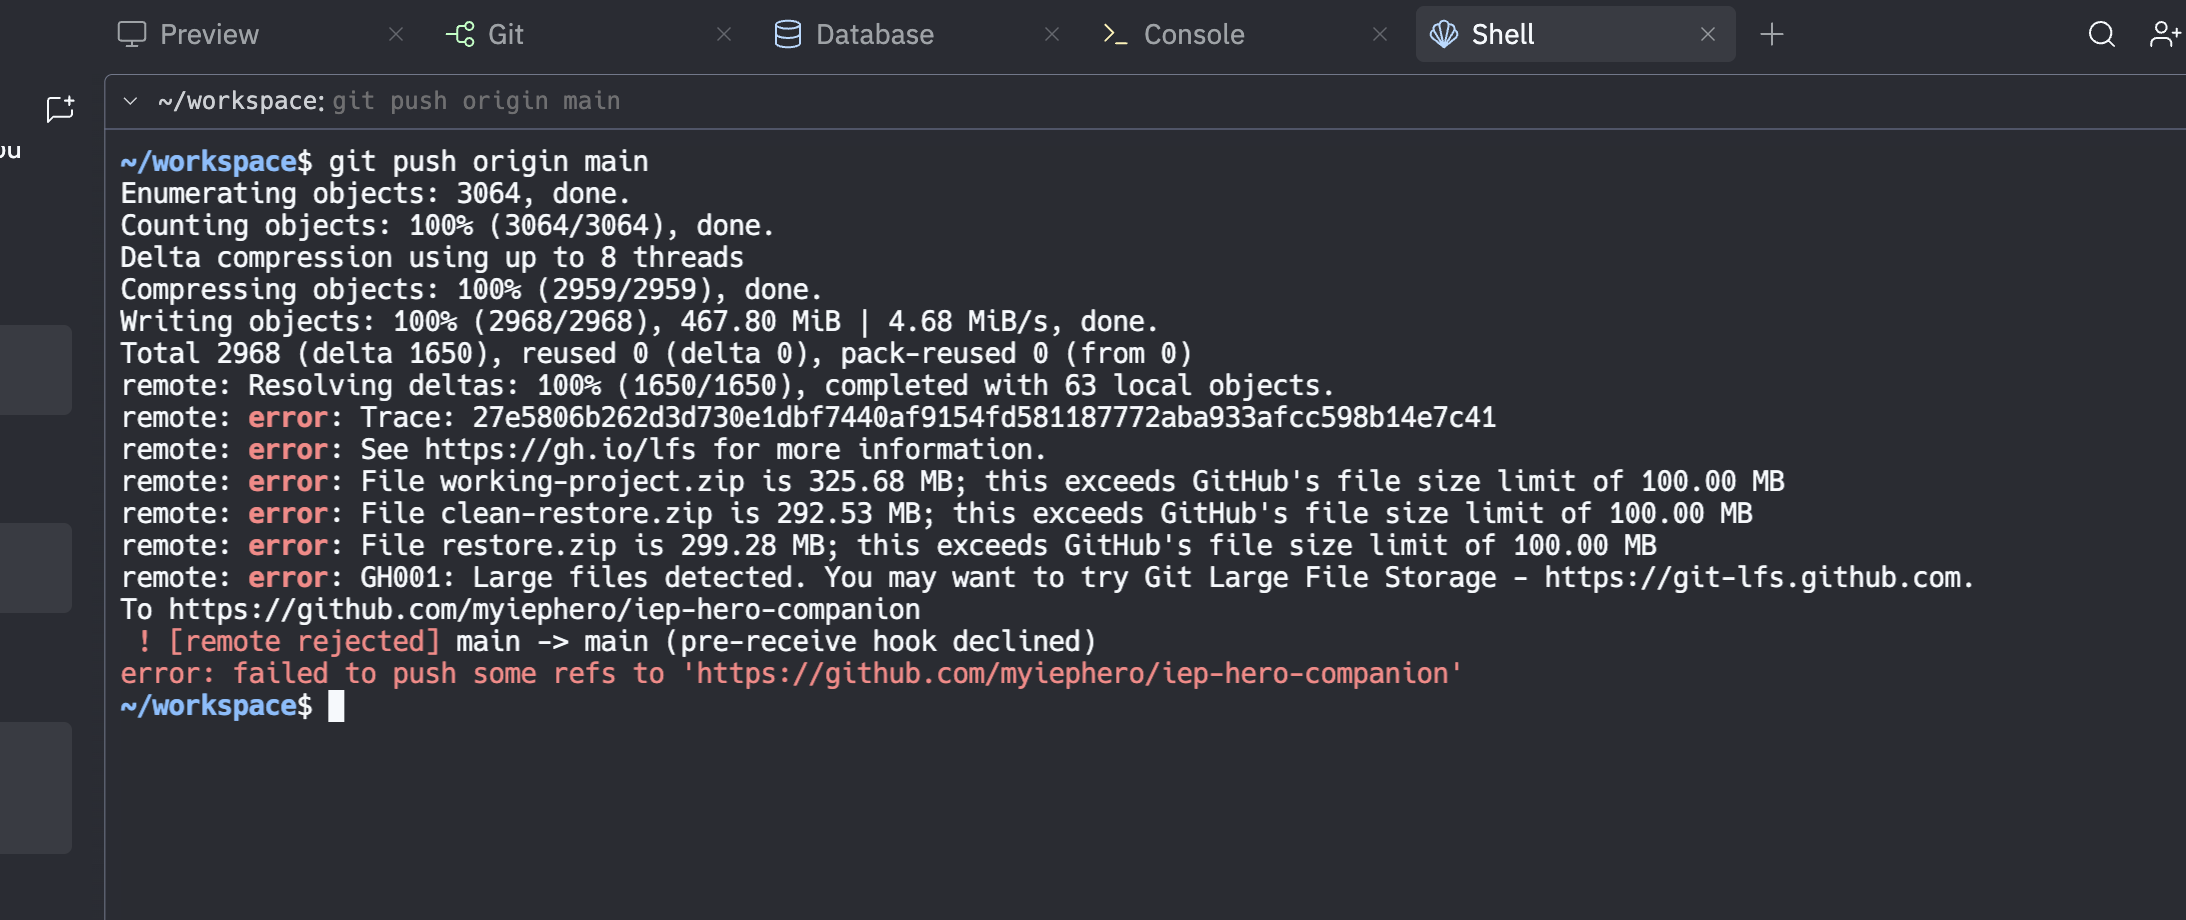 Preview
Git
Database
Console
Shell
~/workspace: git push origin main
ou
~/workspace$ git push origin main
Enumerating objects: 3064, done.
Counting objects: 100% (3064/3064), done.
Delta compression using up to 8 threads
Compressing objects: 100% (2959/2959), done.
Writing objects: 100% (2968/2968), 467.80 MiB | 4.68 MiB/s, done.
Total 2968 (delta 1650), reused 0 (delta 0), pack-reused 0 (from 0)
remote: Resolving deltas: 100% (1650/1650), completed with 63 local objects.
remote: error: Trace: 27e5806b262d3d730e1dbf7440af9154fd581187772aba933afcc598b14e7c41
remote: error: See https://gh.io/lfs for more information.
remote: error: File working-project.zip is 325.68 MB; this exceeds GitHub's file size limit of 100.00 MB
remote: error: File clean-restore.zip is 292.53 MB; this exceeds GitHub's file size limit of 100.00 MB
remote: error: File restore.zip is 299.28 MB; this exceeds GitHub's file size limit of 100.00 MB
remote: error: GH001: Large files detected. You may want to try Git Large File Storage - https://git-lfs.github.com.
To https://github.com/myiephero/iep-hero-companion
! [remote rejected] main -> main (pre-receive hook declined)
error: failed to push some refs to 'https://github.com/myiephero/iep-hero-companion'
~/workspace$